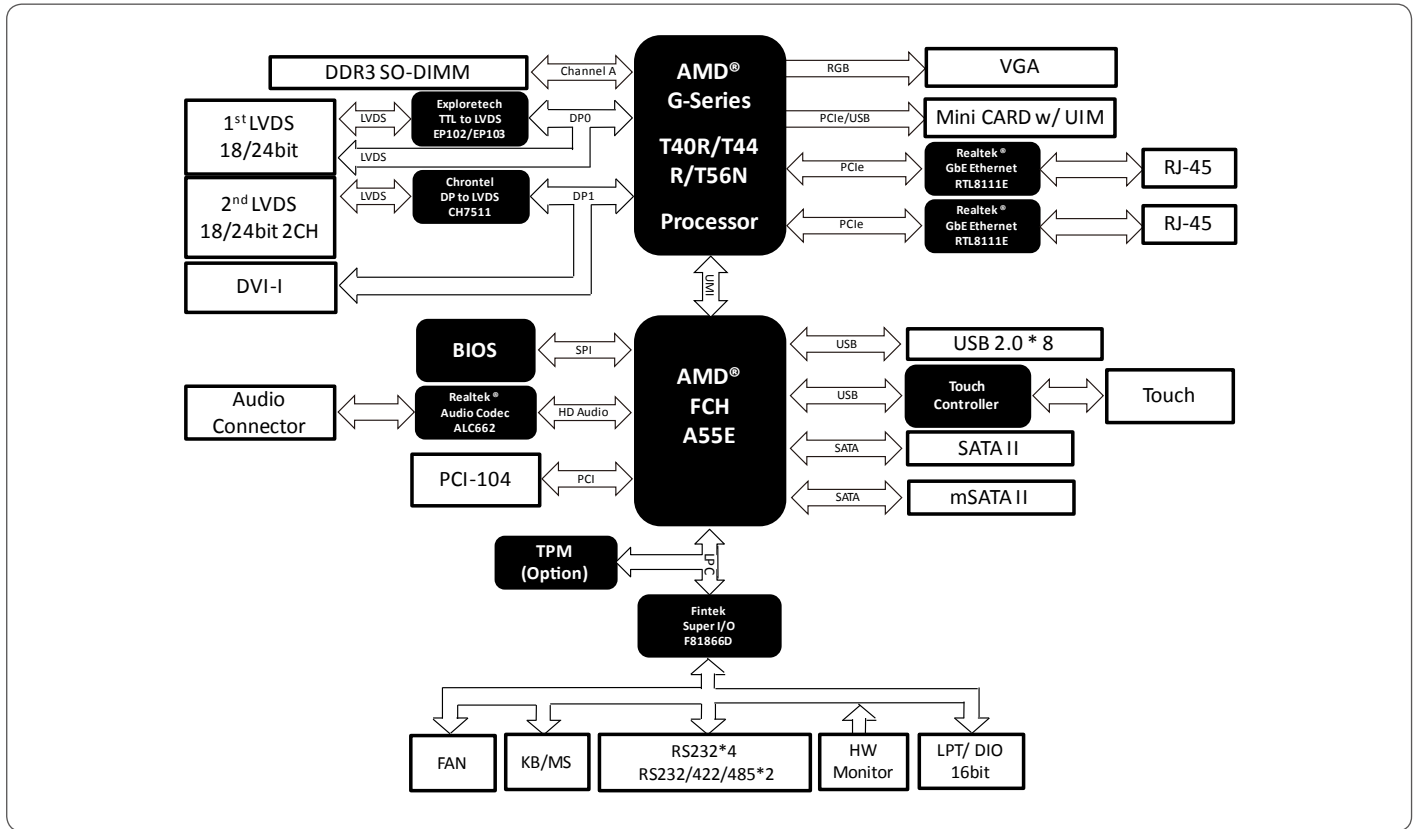 DDR3 SO-DIMM
Channel A
1st LVDS
18/24bit
LVDS
Exploretech
TTL to LVDS
EP102/EP103
DP0
LVDS
2nd LVDS
18/24bit 2CH
LVDS
Chrontel
DP to LVDS
CH7511
DP1
DVI-I
AMD®
G-Series
T40R/T44
R/T56N
Processor
RGB
VGA
PCIe/USB
Mini CARD w/ UIM
PCIe
Realtek ®
GbE Ethernet
RTL8111E
RJ-45
PCIe
Realtek ®
GbE Ethernet
RTL8111E
RJ-45
UMI
BIOS
SPI
Audio
Connector
Realtek ®
Audio Codec
ALC662
HD Audio
PCI-104
PCI
AMD®
FCH
A55E
USB
USB 2.0 * 8
USB
Touch
Controller
Touch
SATA
SATA II
SATA
mSATA II
TPM
(Option)
LPC
Fintek
Super I/O
F81866D
FAN
KB/MS
RS232*4
RS232/422/485*2
HW
Monitor
LPT/ DIO
16bit